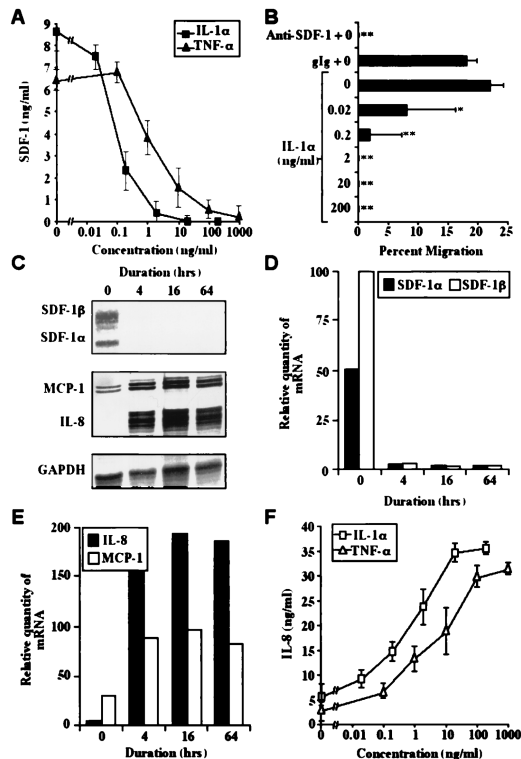 A
IL-1α
TNF-α
SDF-1 (ng/ml)
9
8
7
6
5
4
3
2
1
0
0 0.01 0.1 1 10 100 1000
Concentration (ng/ml)
B
Anti-SDF-1 + 0 **
gIg + 0
0
0.02 *
0.2 **
IL-1α
(ng/ml)
2 **
20 **
200 **
0 5 10 15 20 25
Percent Migration
C
Duration (hrs)
0 4 16 64
SDF-1β
SDF-1α
MCP-1
IL-8
GAPDH
D
SDF-1α SDF-1β
Relative quantity of
mRNA
100
75
50
25
0
0 4 16 64
Duration (hrs)
E
IL-8
MCP-1
Relative quantity of
mRNA
200
150
100
50
0
0 4 16 64
Duration (hrs)
F
IL-1α
TNF-α
IL-8 (ng/ml)
40
35
30
25
20
15
10
5
0
0 0.01 0.1 1 10 100 1000
Concentration (ng/ml)